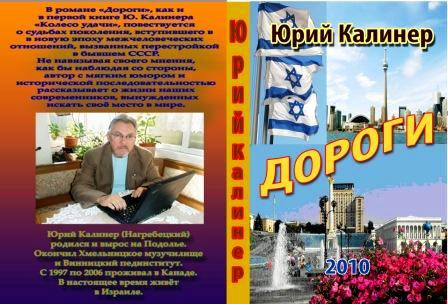 В романе «Дороги», как и
в первой книге Ю. Калинера
«Колесо удачи», повествуется
о судьбах поколения, вступившего в
в новую эпоху межчеловеческих
отношений, вызванных перестройкой
в бывшем СССР.
Не навязывая своего мнения,
как бы наблюдая со стороны,
автор с мягким юмором и
исторической последовательностью
рассказывает о жизни наших
современников, вынужденных
искать своё место в мире.
Юрий Калинер (Нагребецкий)
родился и вырос на Подолье.
Окончил Хмельницкое музучилище
и Винницкий пединститут.
С 1997 по 2006 проживал в Канаде.
В настоящее время живёт
в Израиле.
Юрий Калинер
Юрий Калинер
ДОРОГИ
2010